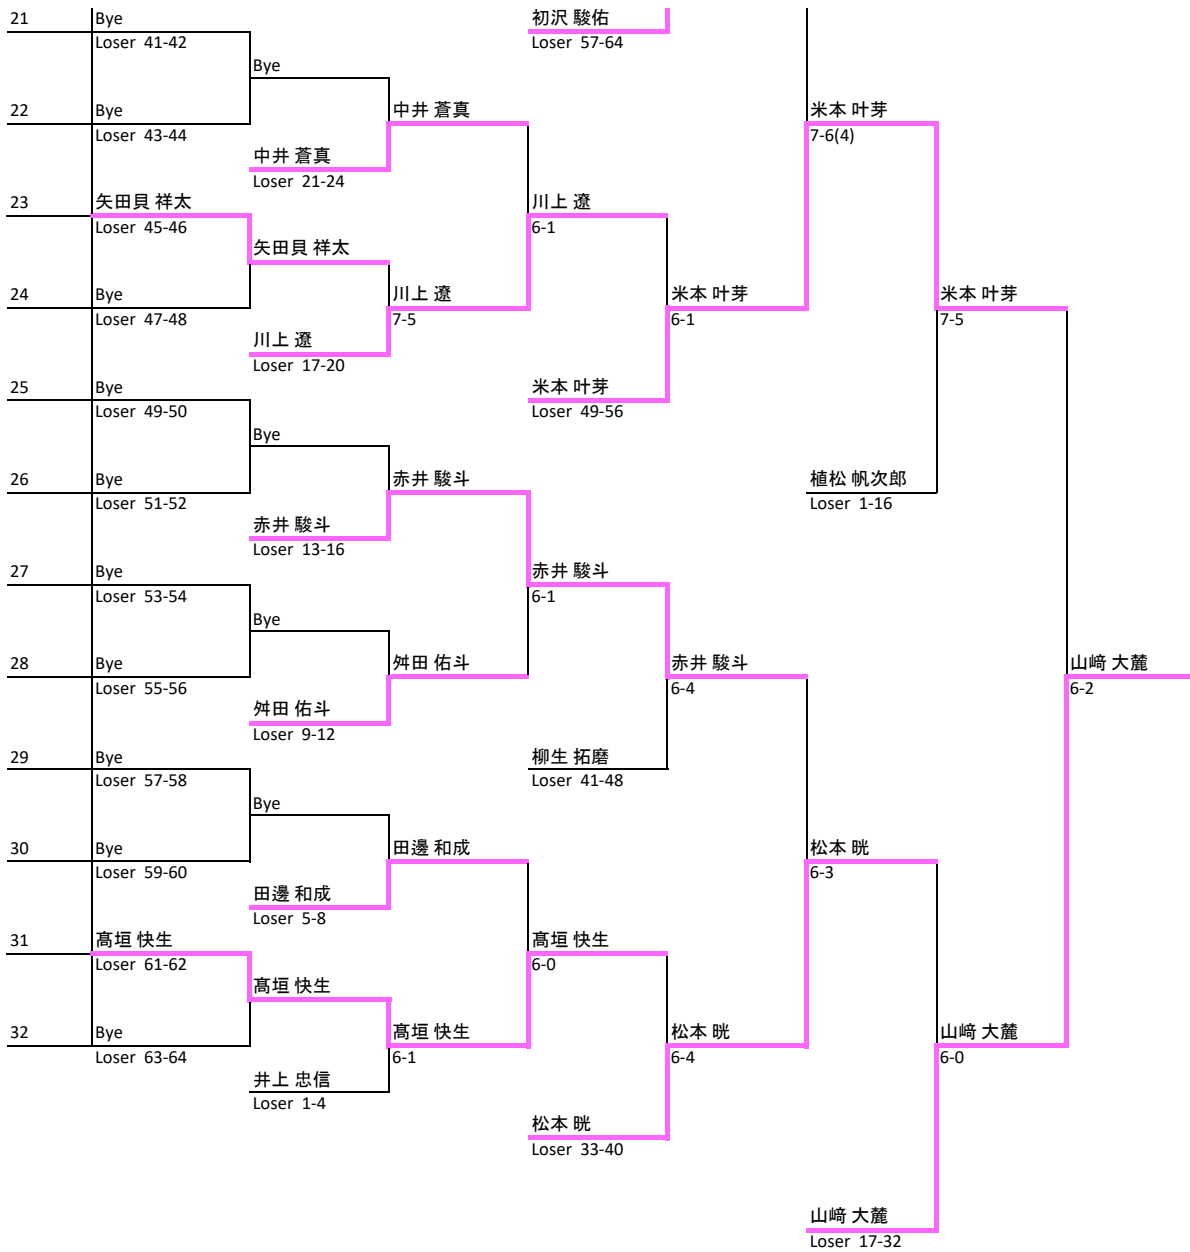 21 Bye 初沢 駿佑
Loser 41-42 Loser 57-64
Bye
22 Bye 中井 蒼真 米本 叶芽
Loser 43-44 7-6(4)
中井 蒼真
Loser 21-24
23 矢田貝 祥太 川上 遼
Loser 45-46 6-1
矢田貝 祥太
24 Bye 川上 遼 米本 叶芽 米本 叶芽
Loser 47-48 7-5 6-1 7-5
川上 遼
Loser 17-20
25 Bye 米本 叶芽
Loser 49-50 Loser 49-56
Bye
26 Bye 赤井 駿斗 植松 帆次郎
Loser 51-52 Loser 1-16
赤井 駿斗
Loser 13-16
27 Bye 赤井 駿斗
Loser 53-54 6-1
Bye
28 Bye 舛田 佑斗 赤井 駿斗 山﨑 大麓
Loser 55-56 6-4 6-2
舛田 佑斗
Loser 9-12
29 Bye 柳生 拓磨
Loser 57-58 Loser 41-48
Bye
30 Bye 田邊 和成 松本 晄
Loser 59-60 6-3
田邊 和成
Loser 5-8
31 髙垣 快生 髙垣 快生
Loser 61-62 6-0
髙垣 快生
32 Bye 髙垣 快生 松本 晄 山﨑 大麓
Loser 63-64 6-1 6-4 6-0
井上 忠信
Loser 1-4
松本 晄
Loser 33-40
山﨑 大麓
Loser 17-32